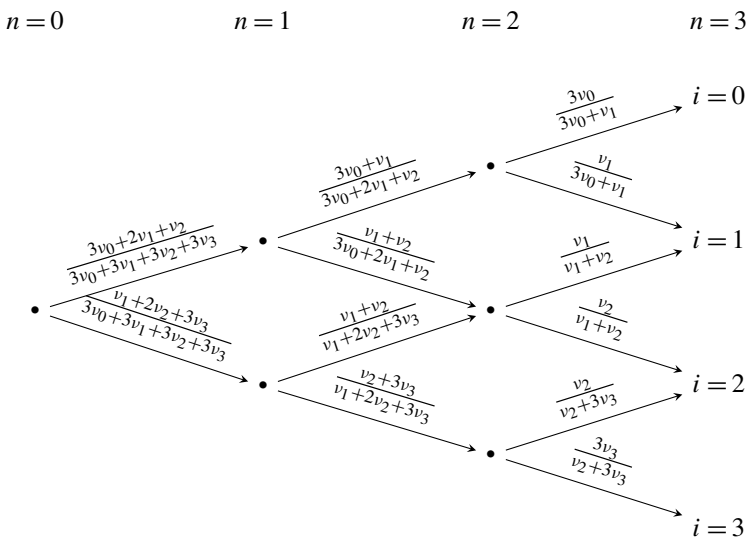 n = 0 n = 1 n = 2 n = 3
i = 0
3ν₀ / 3ν₀+ν₁
ν₁ / 3ν₀+ν₁
3ν₀+ν₁ / 3ν₀+2ν₁+ν₂
i = 1
3ν₀+2ν₁+ν₂ / 3ν₀+3ν₁+3ν₂+3ν₃
ν₁+ν₂ / 3ν₀+2ν₁+ν₂
ν₁ / ν₁+ν₂
ν₁+2ν₂+3ν₃ / 3ν₀+3ν₁+3ν₂+3ν₃
ν₁+ν₂ / ν₁+2ν₂+3ν₃
ν₂ / ν₁+ν₂
i = 2
ν₂+3ν₃ / ν₁+2ν₂+3ν₃
ν₂ / ν₂+3ν₃
3ν₃ / ν₂+3ν₃
i = 3